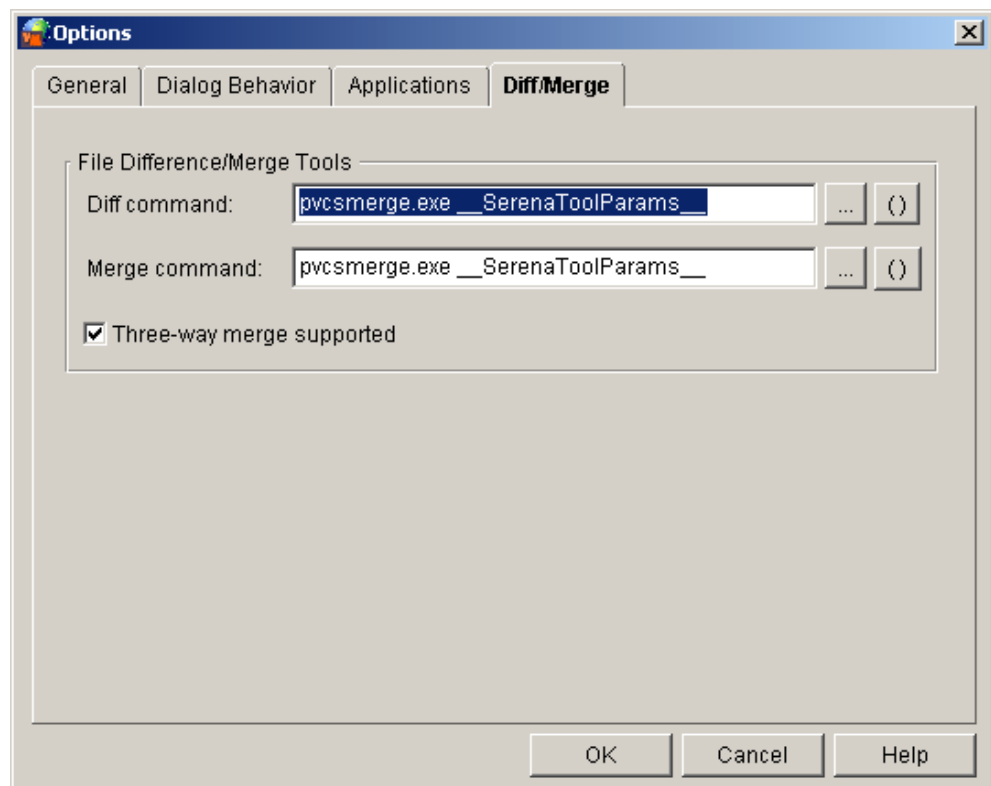 Options
General Dialog Behavior Applications Diff/Merge
File Difference/Merge Tools
Diff command: pvcsmerge.exe __SerenaToolParams__ ... ()
Merge command: pvcsmerge.exe __SerenaToolParams__ ... ()
Three-way merge supported
OK Cancel Help